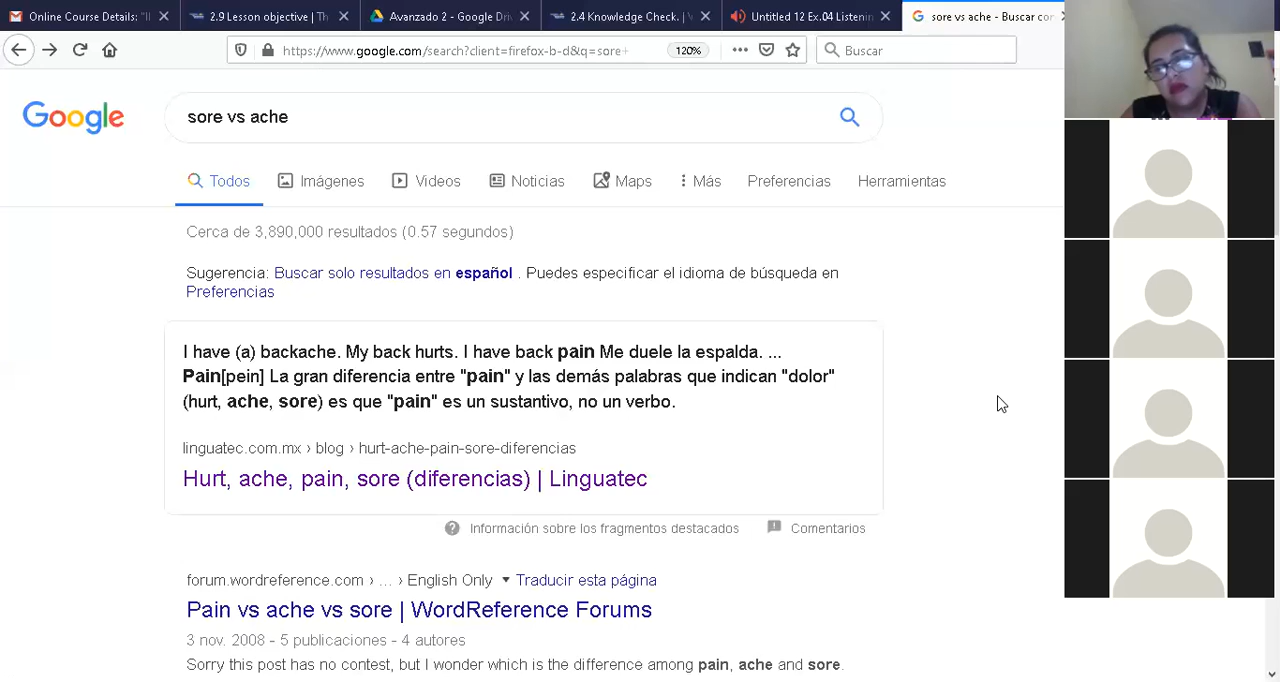 Online Course Details: "I
2.9 Lesson objective | Th
Avanzado 2 - Google Dri
2.4 Knowledge Check. | V
Untitled 12 Ex.04 Listenin
sore vs ache - Buscar con
https://www.google.com/search?client=firefox-b-d&q=sore+
120%
Buscar
Google
sore vs ache
Todos
Imágenes
Videos
Noticias
Maps
Más
Preferencias
Herramientas
Cerca de 3,890,000 resultados (0.57 segundos)
Sugerencia: Buscar solo resultados en español . Puedes especificar el idioma de búsqueda en
Preferencias
I have (a) backache. My back hurts. I have back pain Me duele la espalda. ...
Pain[pein] La gran diferencia entre "pain" y las demás palabras que indican "dolor"
(hurt, ache, sore) es que "pain" es un sustantivo, no un verbo.
linguatec.com.mx › blog › hurt-ache-pain-sore-diferencias
Hurt, ache, pain, sore (diferencias) | Linguatec
Información sobre los fragmentos destacados
Comentarios
forum.wordreference.com › ... › English Only ▾ Traducir esta página
Pain vs ache vs sore | WordReference Forums
3 nov. 2008 - 5 publicaciones - 4 autores
Sorry this post has no contest, but I wonder which is the difference among pain, ache and sore.